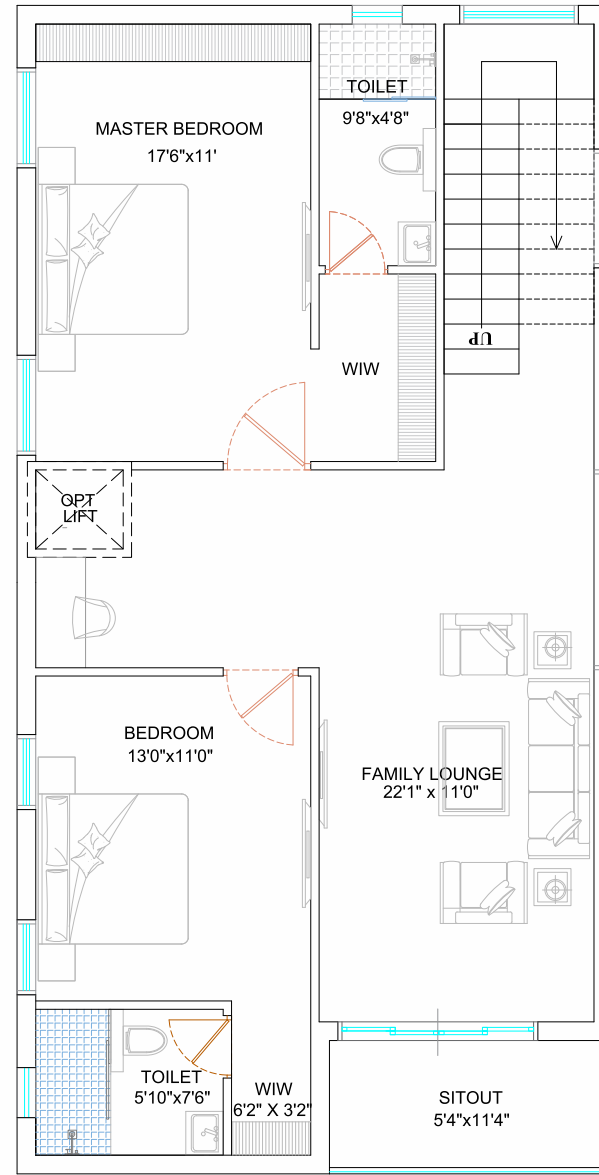 TOILET
9'8"x4'8"
MASTER BEDROOM
17'6"x11'
UP
WIW
OPT
LIFT
BEDROOM
13'0"x11'0"
FAMILY LOUNGE
22'1" x 11'0"
TOILET
5'10"x7'6"
WIW
6'2" X 3'2"
SITOUT
5'4"x11'4"